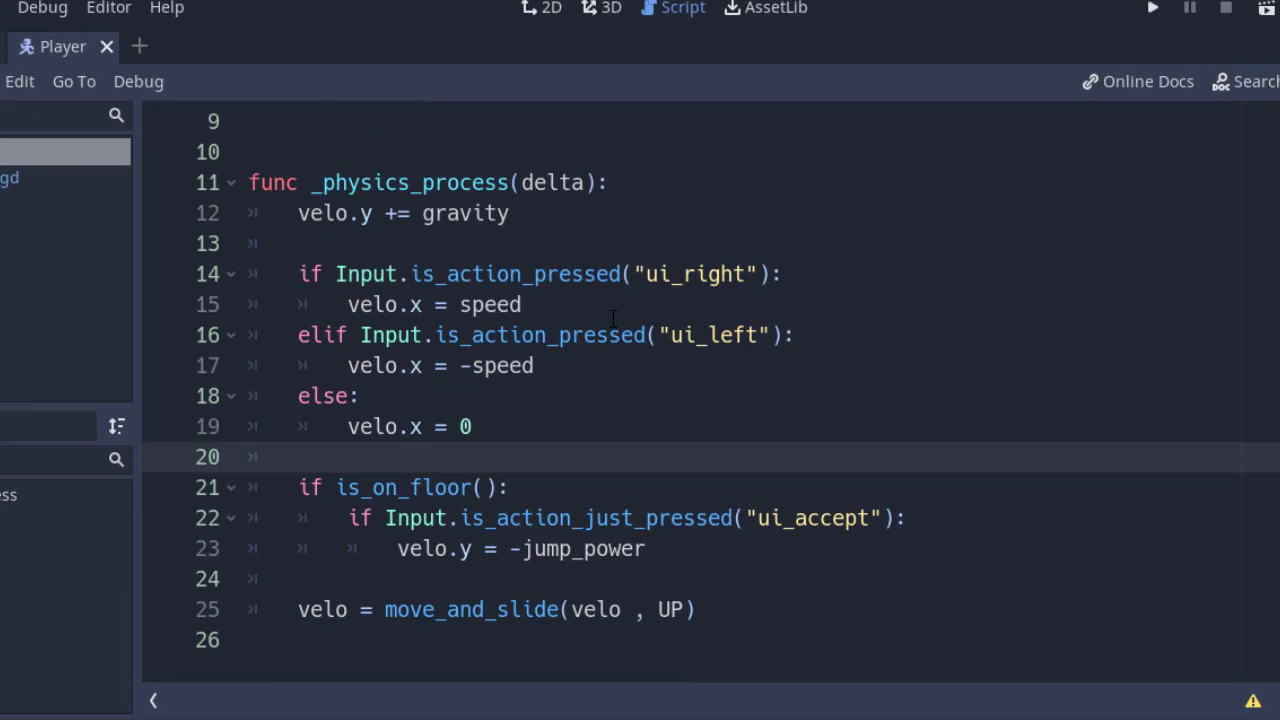 Debug Editor Help 2D 3D Script AssetLib
Player
Edit Go To Debug Online Docs Search
9
10
gd
11 func _physics_process(delta):
12 velo.y += gravity
13
14 if Input.is_action_pressed("ui_right"):
15 velo.x = speed
16 elif Input.is_action_pressed("ui_left"):
17 velo.x = -speed
18 else:
19 velo.x = 0
20
21 if is_on_floor():
ess
22 if Input.is_action_just_pressed("ui_accept"):
23 velo.y = -jump_power
24
25 velo = move_and_slide(velo , UP)
26